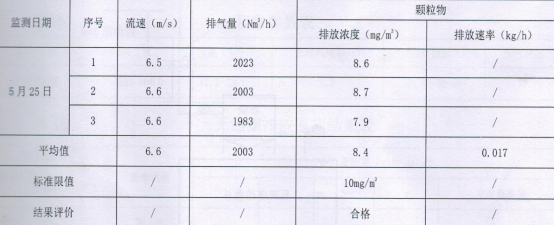 监测日期 序号 流速（m/s） 排气量（Nm³/h） 颗粒物
排放浓度（mg/m³） 排放速率（kg/h）
5月25日 1 6.5 2023 8.6 /
2 6.6 2003 8.7 /
3 6.6 1983 7.9 /
平均值 6.6 2003 8.4 0.017
标准限值 / / 10mg/m³ /
结果评价 / / 合格 /